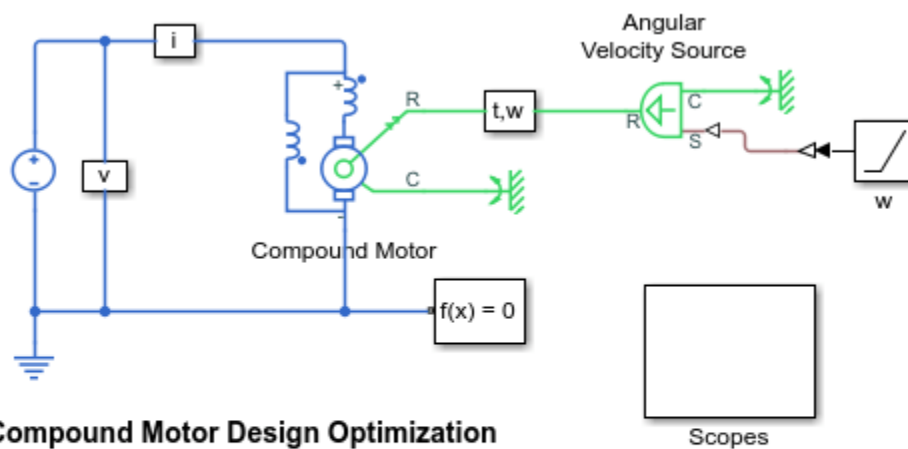 Angular
Velocity Source
i
+
R
t,w
R
C
S
+
−
v
C
w
-
Compound Motor
f(x) = 0
Compound Motor Design Optimization
Scopes